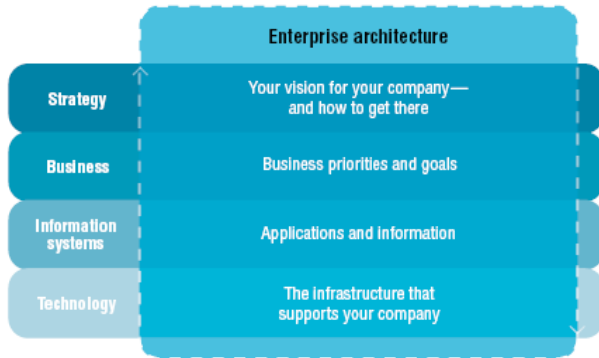 Enterprise architecture
Strategy
Your vision for your company—
and how to get there
Business
Business priorities and goals
Information
systems
Applications and information
Technology
The infrastructure that
supports your company